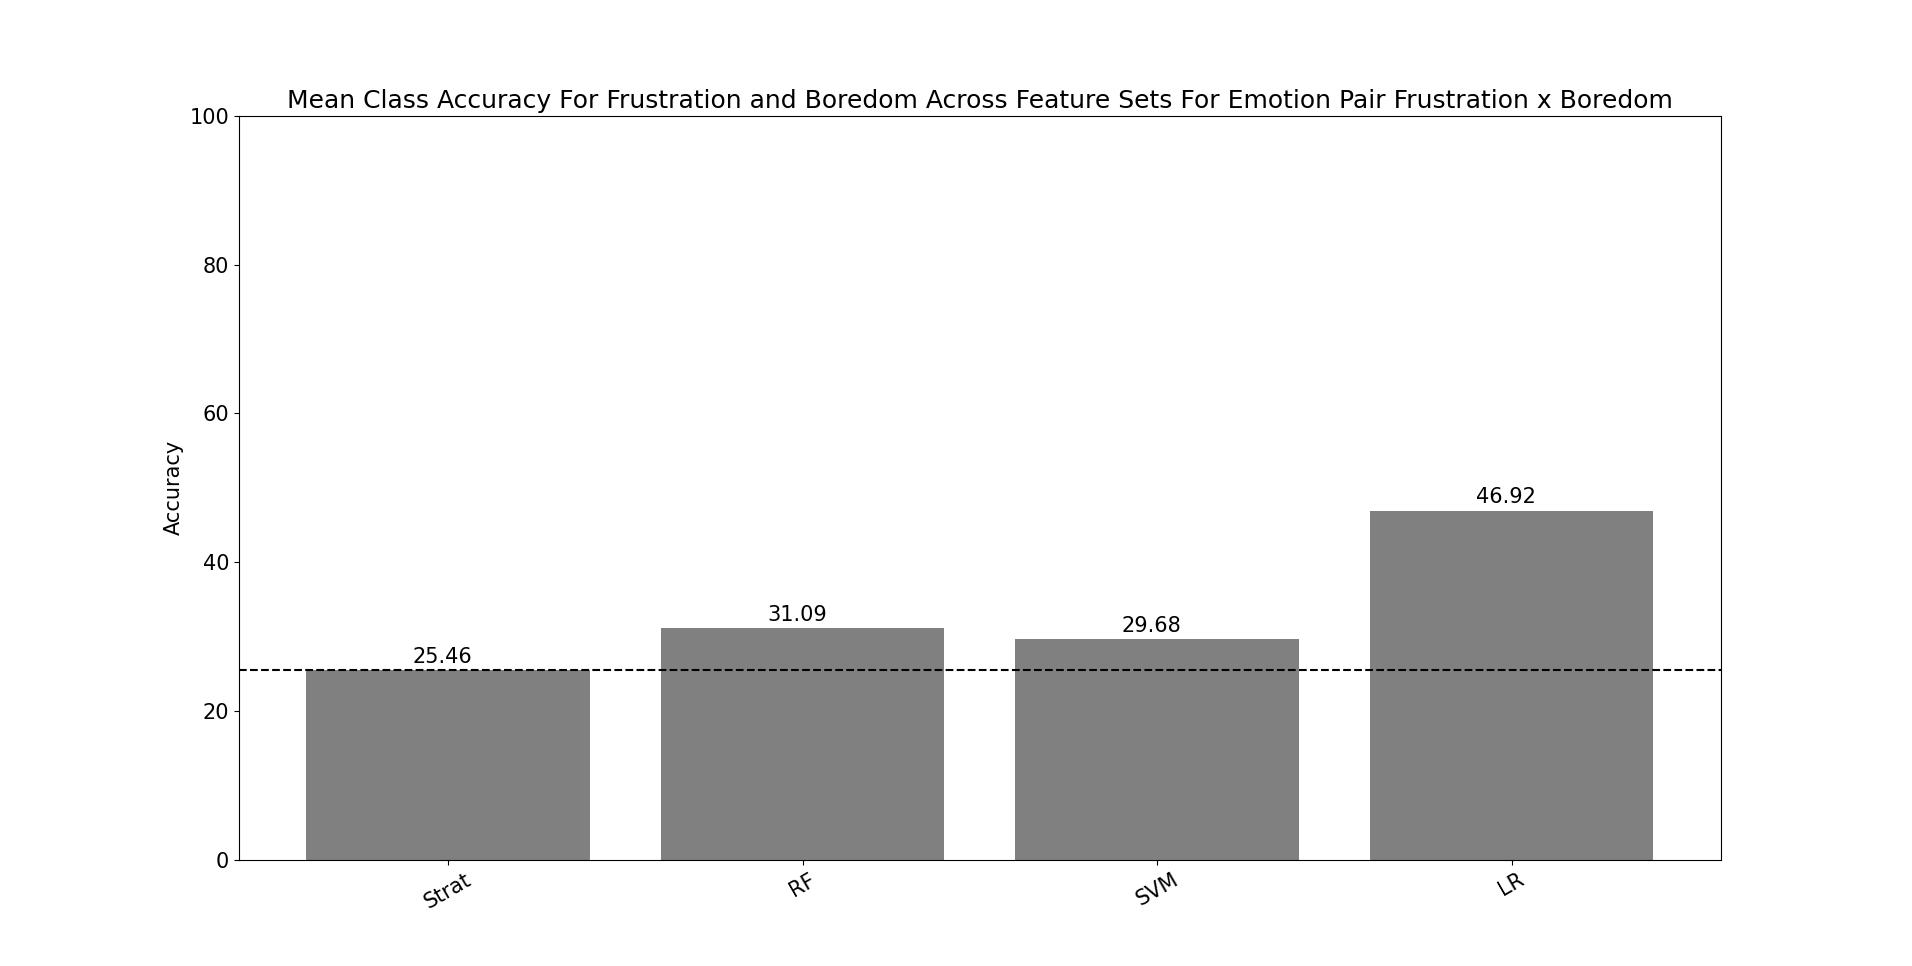 Mean Class Accuracy For Frustration and Boredom Across Feature Sets For Emotion Pair Frustration x Boredom
100
80
60
40
20
0
Accuracy
25.46
31.09
29.68
46.92
Strat
RF
SVM
LR